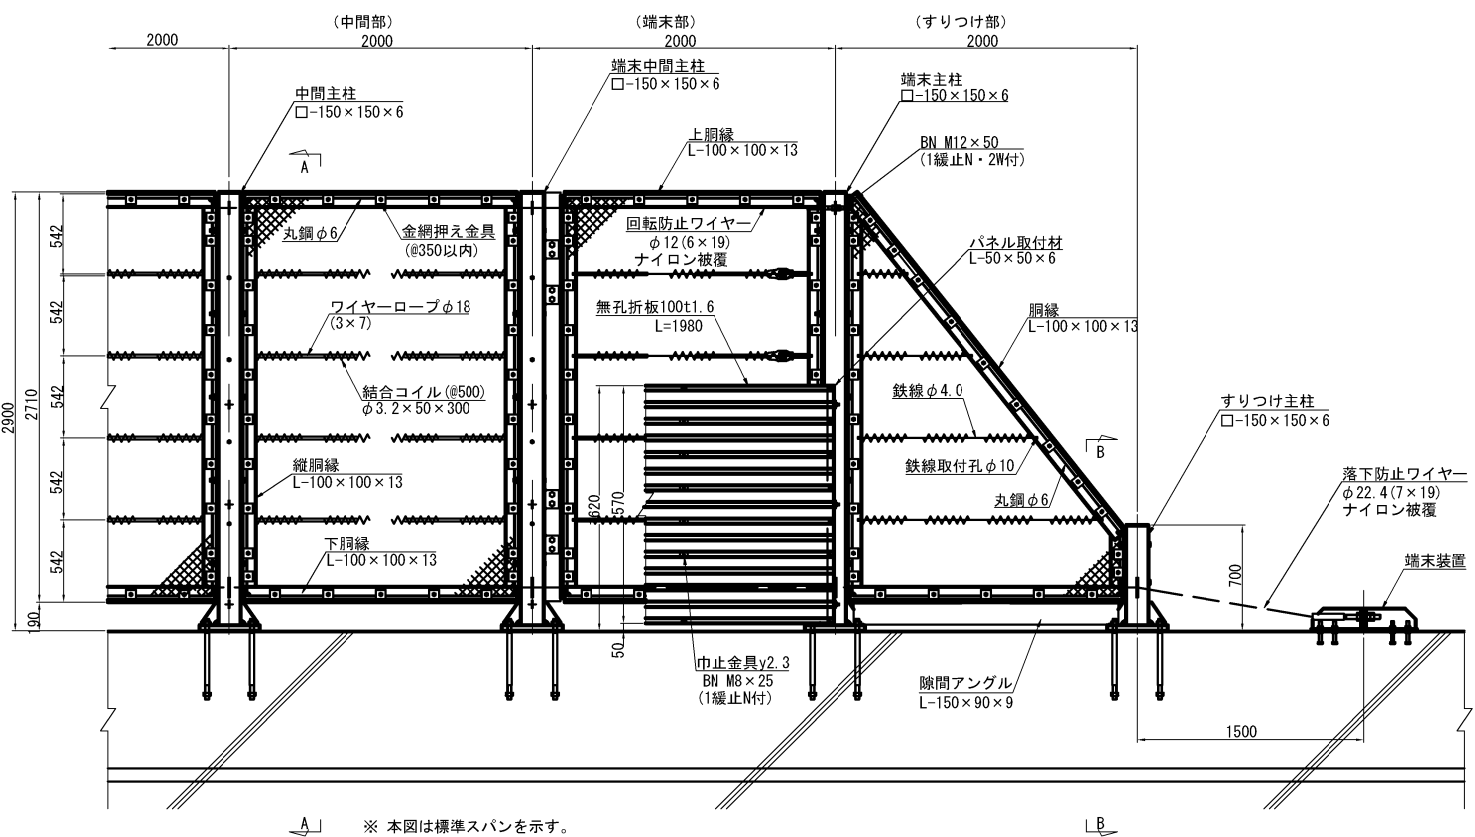 (中間部)
(端末部)
(すりつけ部)
2000
2000
2000
2000
中間主柱
□-150×150×6
端末中間主柱
□-150×150×6
端末主柱
□-150×150×6
A
上胴縁
L-100×100×13
BN M12×50
(1緩止N・2W付)
丸鋼φ6
金網押え金具
(@350以内)
回転防止ワイヤー
φ12(6×19)
ナイロン被覆
パネル取付材
L-50×50×6
ワイヤーロープφ18
(3×7)
無孔折板100t1.6
L=1980
胴縁
L-100×100×13
結合コイル(@500)
φ3.2×50×300
鉄線φ4.0
すりつけ主柱
□-150×150×6
B
縦胴縁
L-100×100×13
鉄線取付孔φ10
丸鋼φ6
落下防止ワイヤー
φ22.4(7×19)
ナイロン被覆
下胴縁
L-100×100×13
端末装置
542
542
542
542
542
2900
2710
190
1570
50
700
巾止金具y2.3
BN M8×25
(1緩止N付)
隙間アングル
L-150×90×9
1500
A
※ 本図は標準スパンを示す。
B